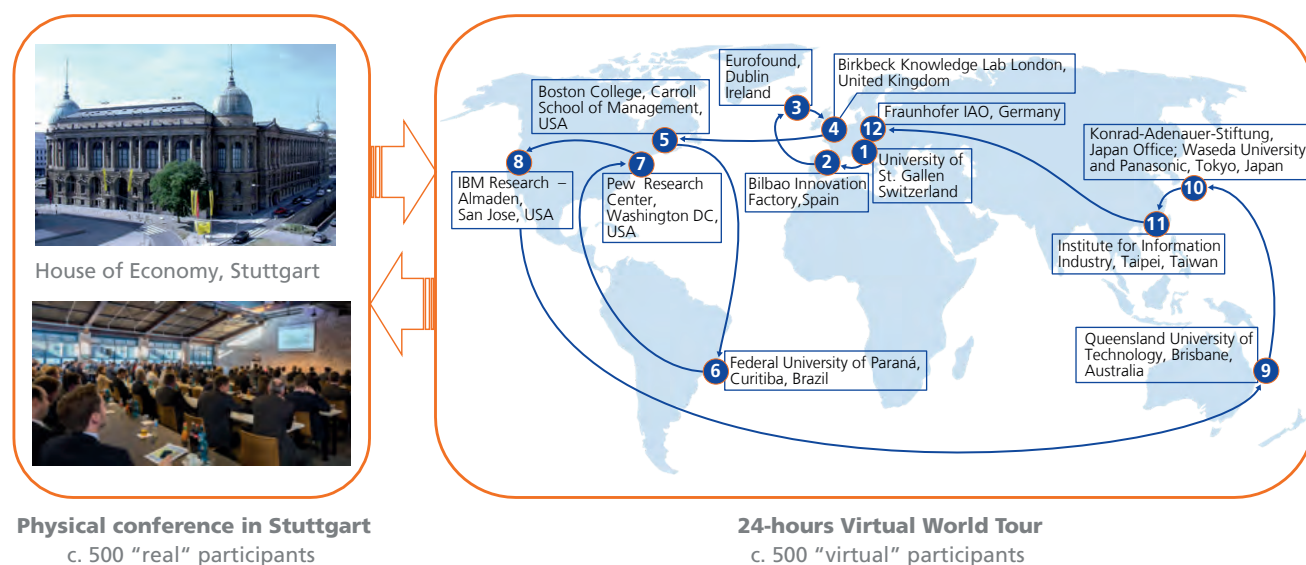 House of Economy, Stuttgart
Physical conference in Stuttgart
c. 500 “real“ participants
Eurofound,
Dublin
Ireland
3
Birkbeck Knowledge Lab London,
United Kingdom
4
Boston College, Carroll
School of Management,
USA
5
12
Fraunhofer IAO, Germany
1
University of
St. Gallen
Switzerland
2
Bilbao Innovation
Factory,Spain
8
IBM Research –
Almaden,
San Jose, USA
7
Pew Research
Center,
Washington DC,
USA
Konrad-Adenauer-Stiftung,
Japan Office; Waseda University
and Panasonic, Tokyo, Japan
10
11
Institute for Information
Industry, Taipei, Taiwan
6
Federal University of Paraná,
Curitiba, Brazil
Queensland University of
Technology, Brisbane,
Australia
9
24-hours Virtual World Tour
c. 500 “virtual” participants